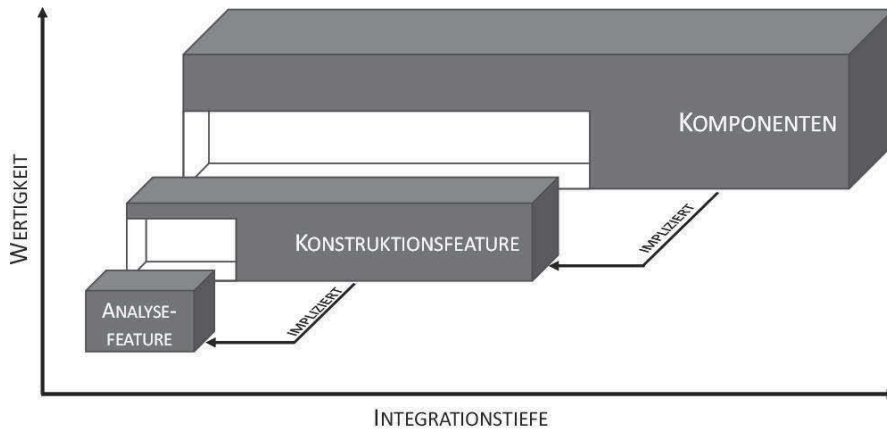 WERTIGKEIT
KOMPONENTEN
IMPLIZIERT
KONSTRUKTIONSFEATURE
IMPLIZIERT
ANALYSE-
FEATURE
INTEGRATIONSTIEFE